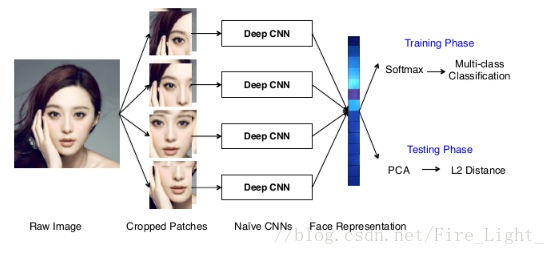 Training Phase
Softmax
Multi-class
Classification
Deep CNN
Deep CNN
Deep CNN
Deep CNN
Testing Phase
PCA
L2 Distance
Raw Image
Cropped Patches
Naïve CNNs
Face Representation
//blog.csdn.net/Fire_Light_